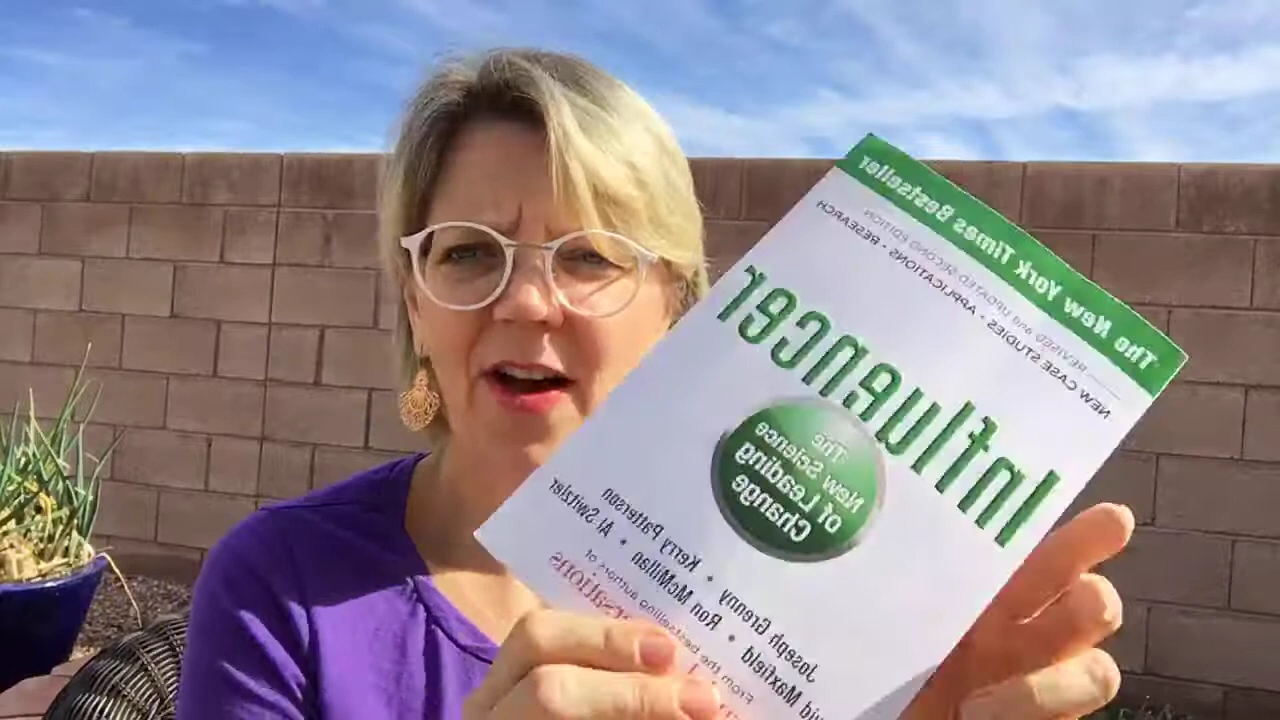 The New York Times Bestseller
REVISED and UPDATED SECOND EDITION
NEW CASE STUDIES • APPLICATIONS • RESEARCH
Influencer
The
New Science
of Leading
Change
Joseph Grenny • Kerry Patterson
Maxfield • Ron McMillan • Al Switzler
From the bestselling authors of